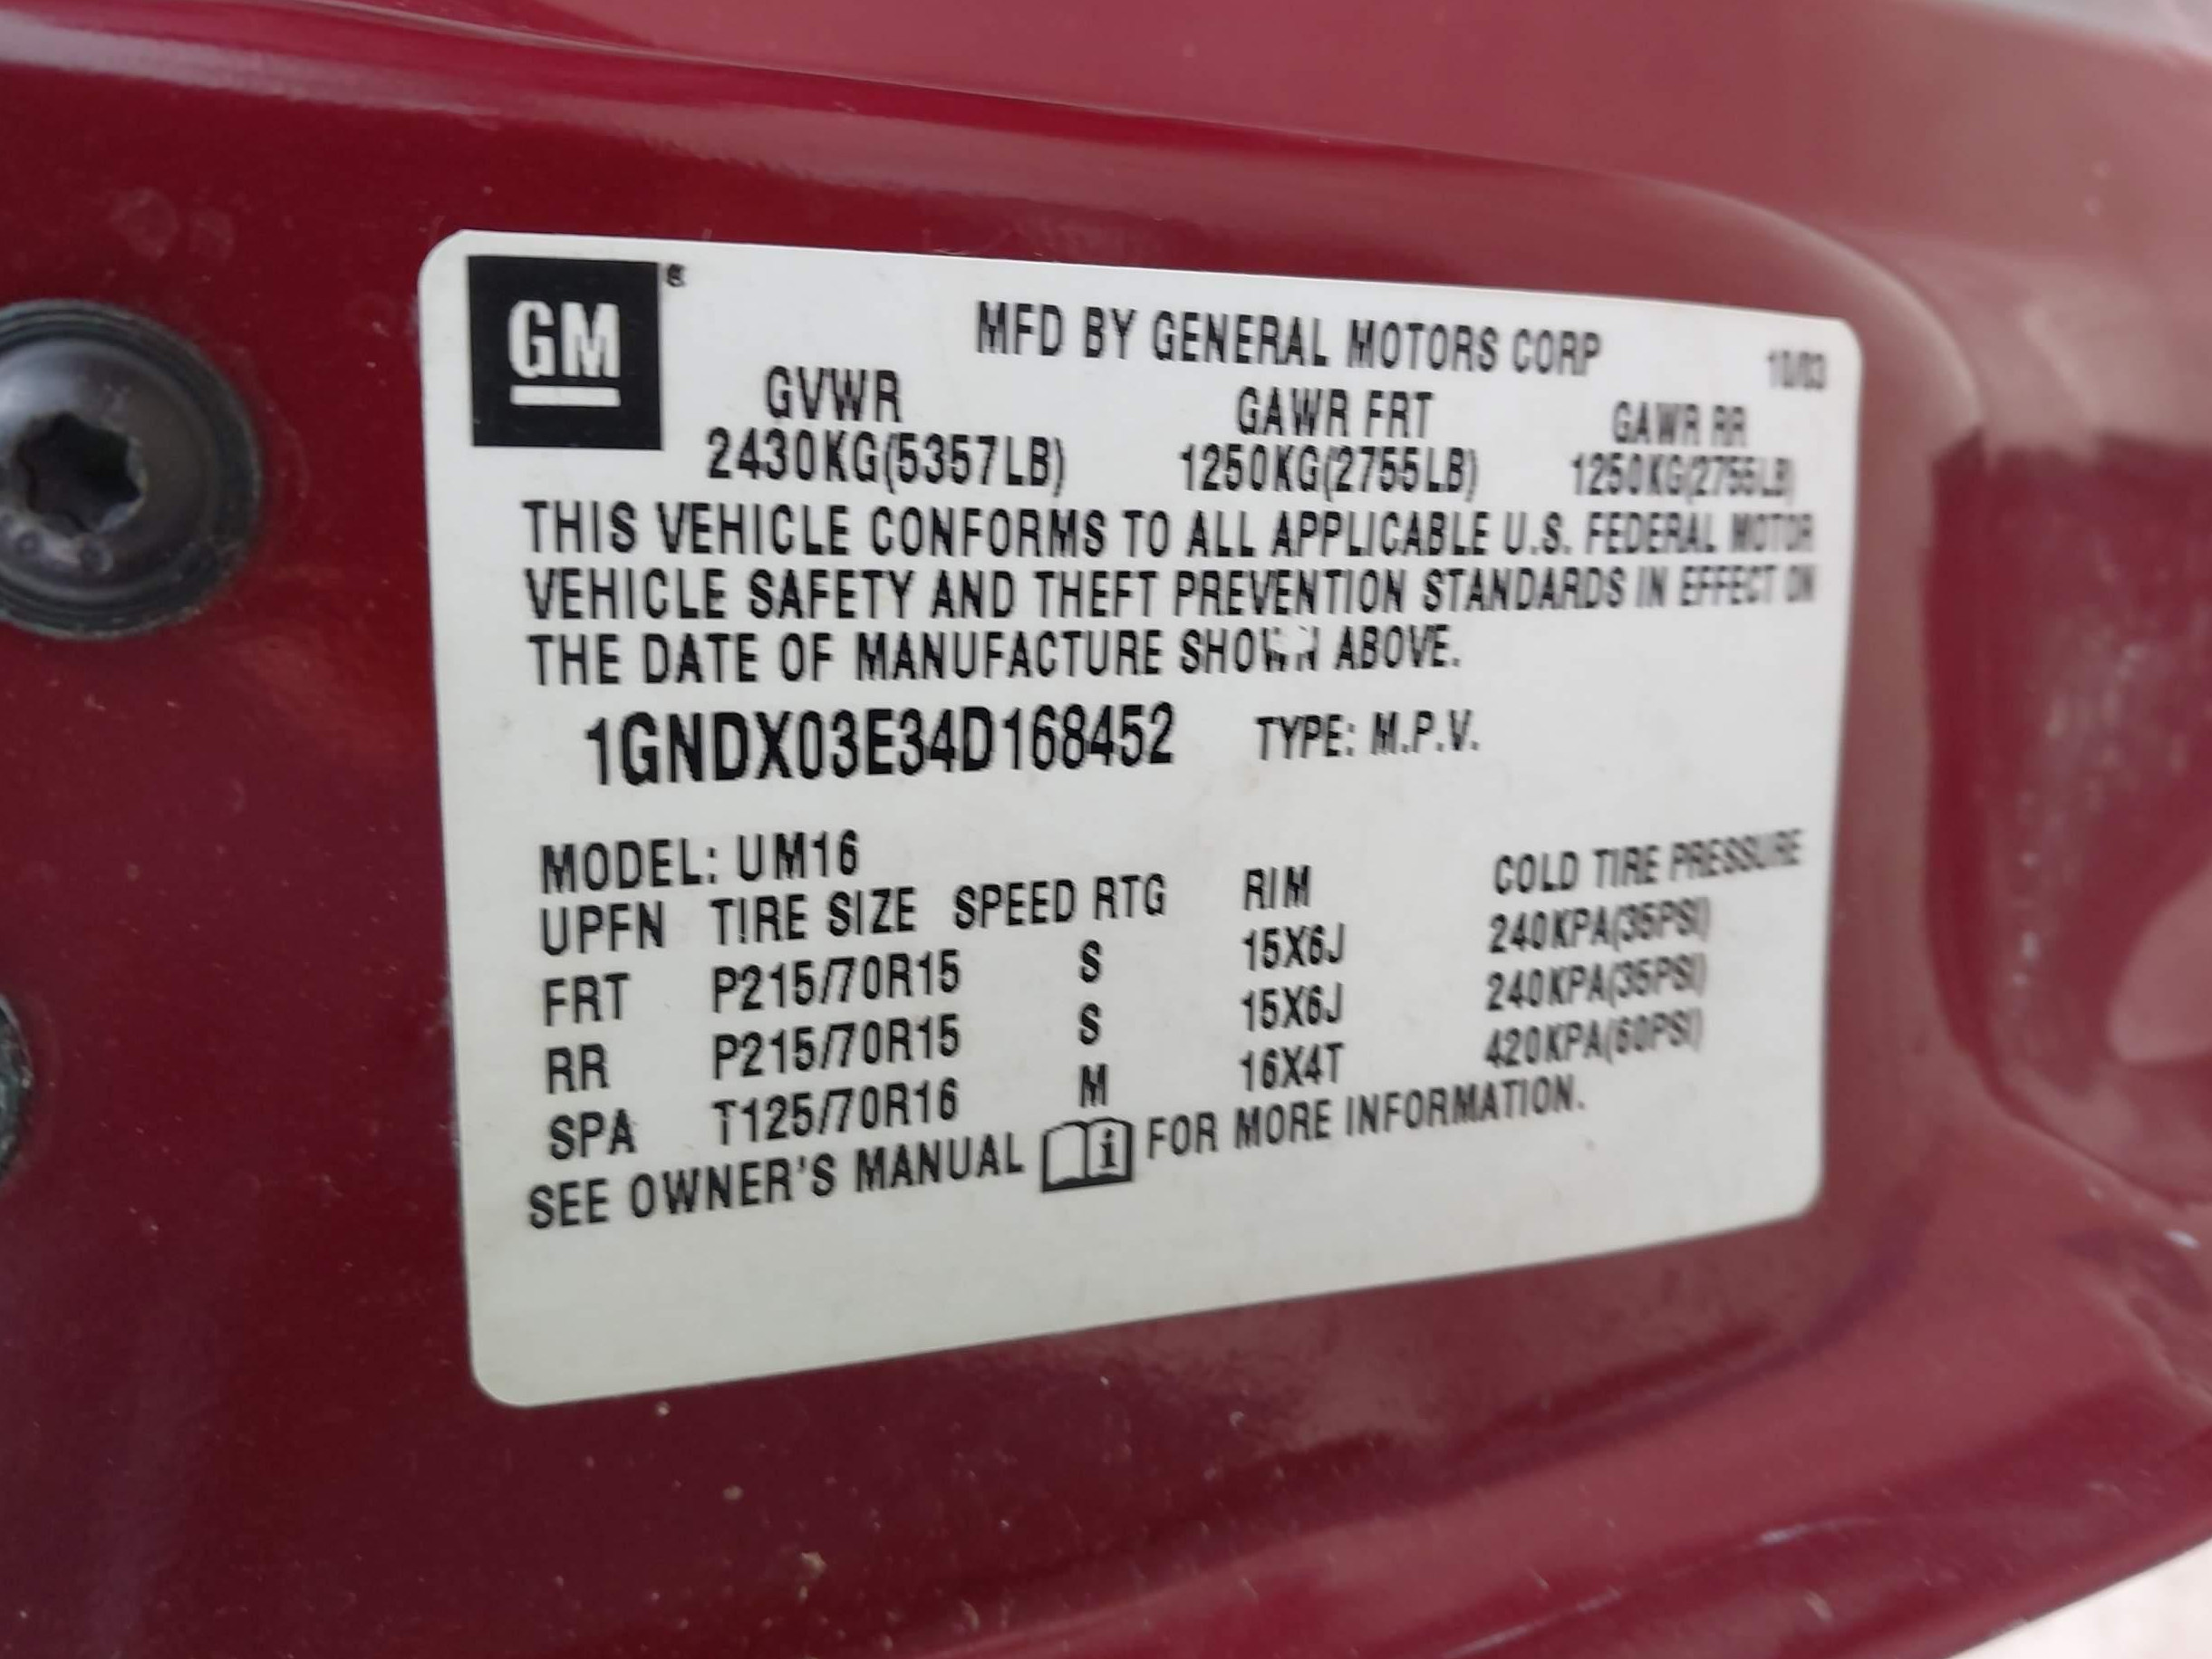 GM
MFD BY GENERAL MOTORS CORP 10/03
GVWR GAWR FRT GAWR RR
2430KG(5357LB) 1250KG(2755LB) 1250KG(2755LB)
THIS VEHICLE CONFORMS TO ALL APPLICABLE U.S. FEDERAL MOTOR
VEHICLE SAFETY AND THEFT PREVENTION STANDARDS IN EFFECT ON
THE DATE OF MANUFACTURE SHOWN ABOVE.
1GNDX03E34D168452 TYPE: M.P.V.
MODEL: UM16
UPFN TIRE SIZE SPEED RTG RIM COLD TIRE PRESSURE
FRT P215/70R15 S 15X6J 240KPA(35PSI)
RR P215/70R15 S 15X6J 240KPA(35PSI)
SPA T125/70R16 M 16X4T 420KPA(60PSI)
SEE OWNER'S MANUAL i FOR MORE INFORMATION.